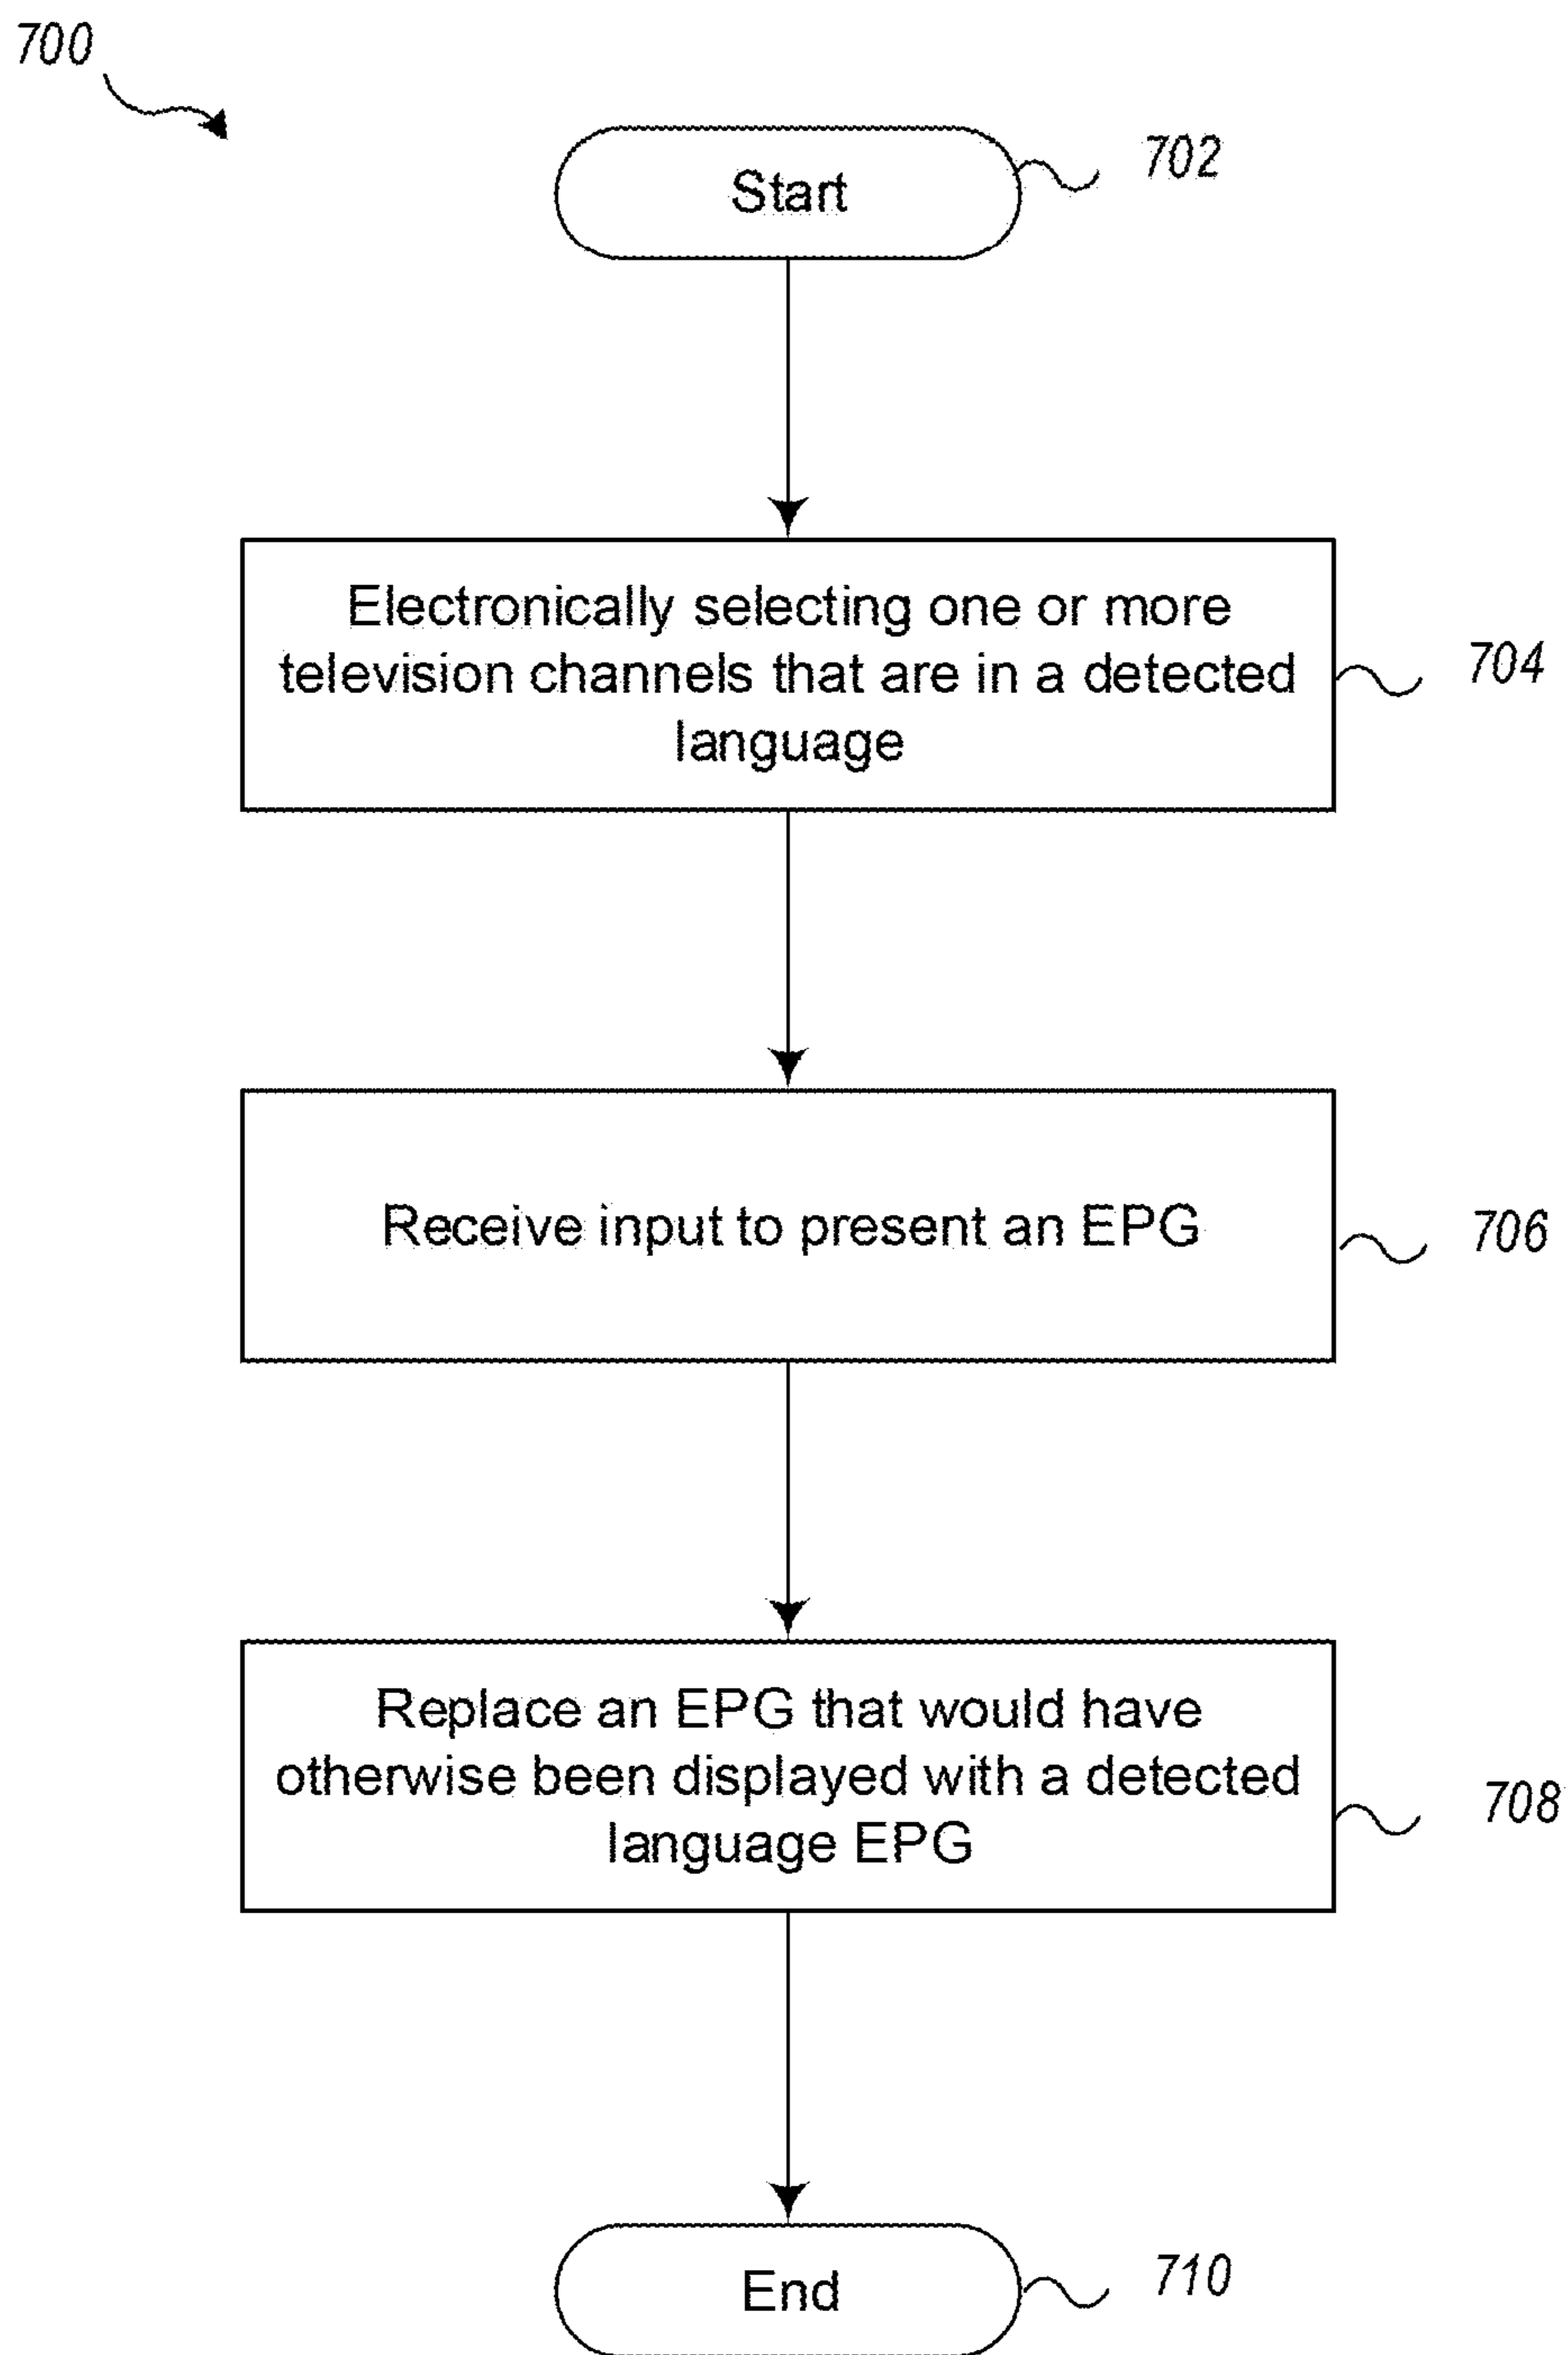 700
Start
702
Electronically selecting one or more
television channels that are in a detected
language
704
Receive input to present an EPG
706
Replace an EPG that would have
otherwise been displayed with a detected
language EPG
708
End
710